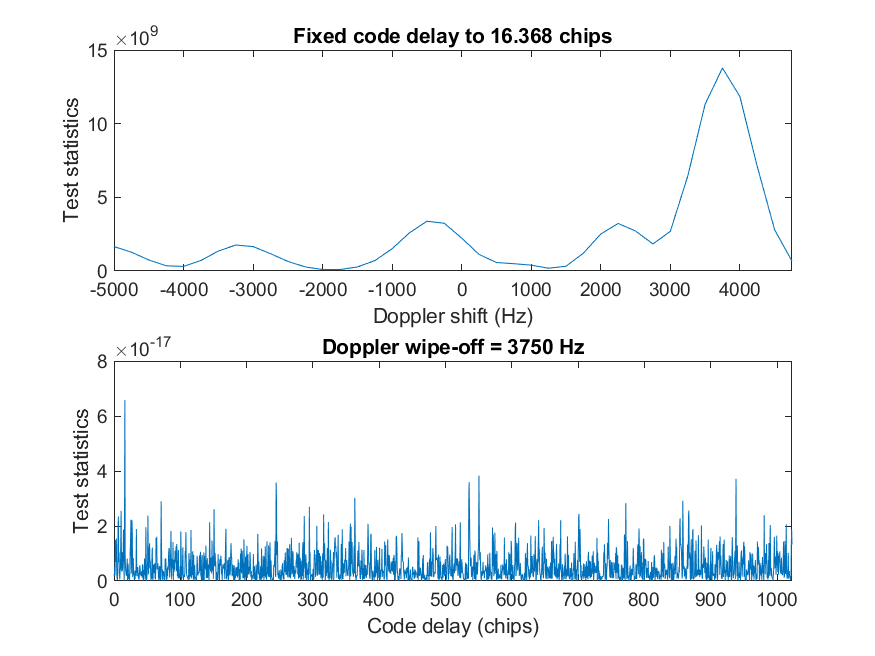 Fixed code delay to 16.368 chips
×10^9
15
10
5
0
Test statistics
-5000 -4000 -3000 -2000 -1000 0 1000 2000 3000 4000
Doppler shift (Hz)
Doppler wipe-off = 3750 Hz
×10^-17
8
6
4
2
0
Test statistics
0 100 200 300 400 500 600 700 800 900 1000
Code delay (chips)